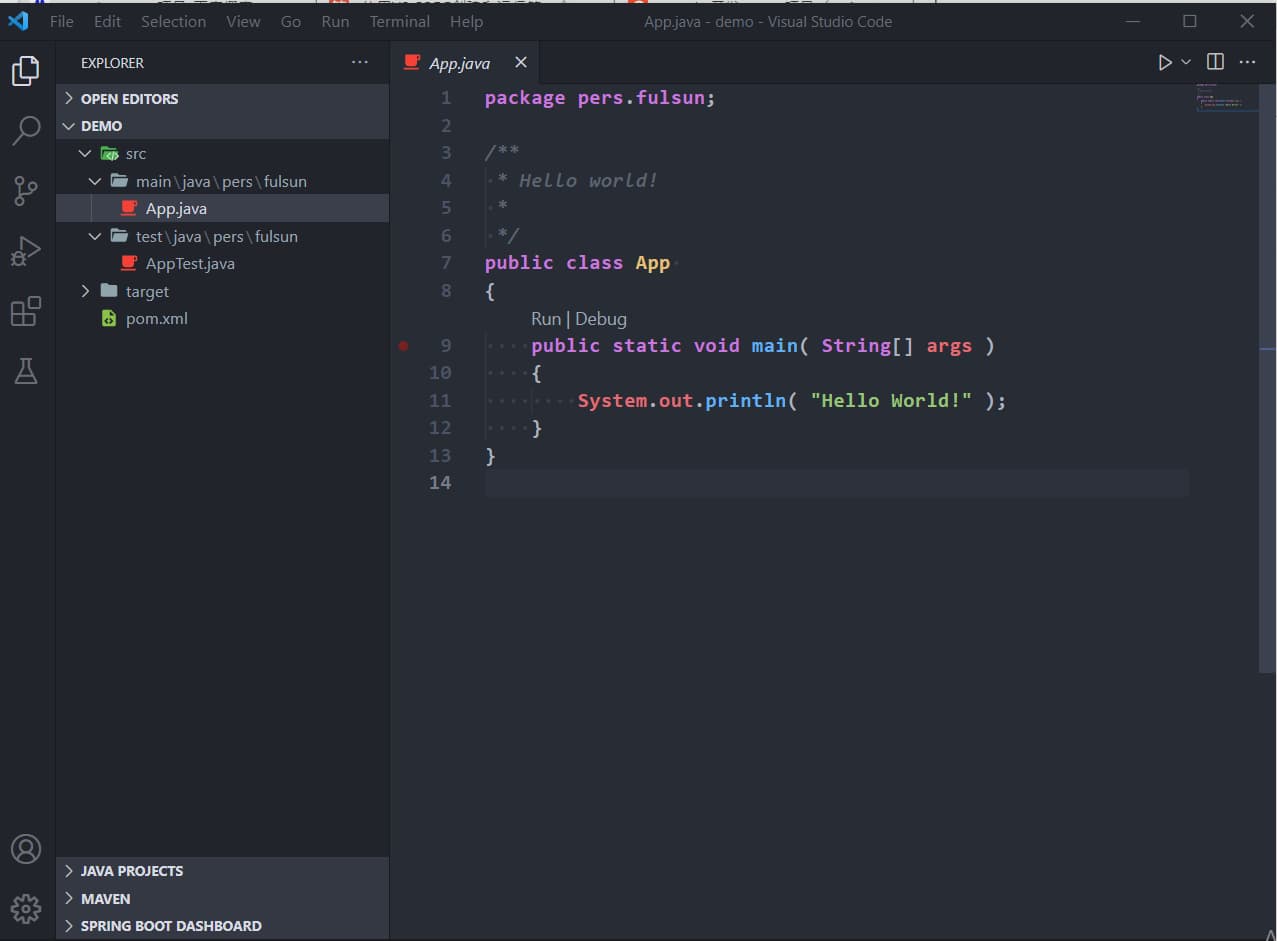 File Edit Selection View Go Run Terminal Help App.java - demo - Visual Studio Code
EXPLORER
OPEN EDITORS
DEMO
src
main\java\pers\fulsun
App.java
test\java\pers\fulsun
AppTest.java
target
pom.xml
JAVA PROJECTS
MAVEN
SPRING BOOT DASHBOARD
App.java
1 package pers.fulsun;
2
3 /**
4  * Hello world!
5  *
6  */
7 public class App
8 {
Run | Debug
9     public static void main( String[] args )
10     {
11         System.out.println( "Hello World!" );
12     }
13 }
14